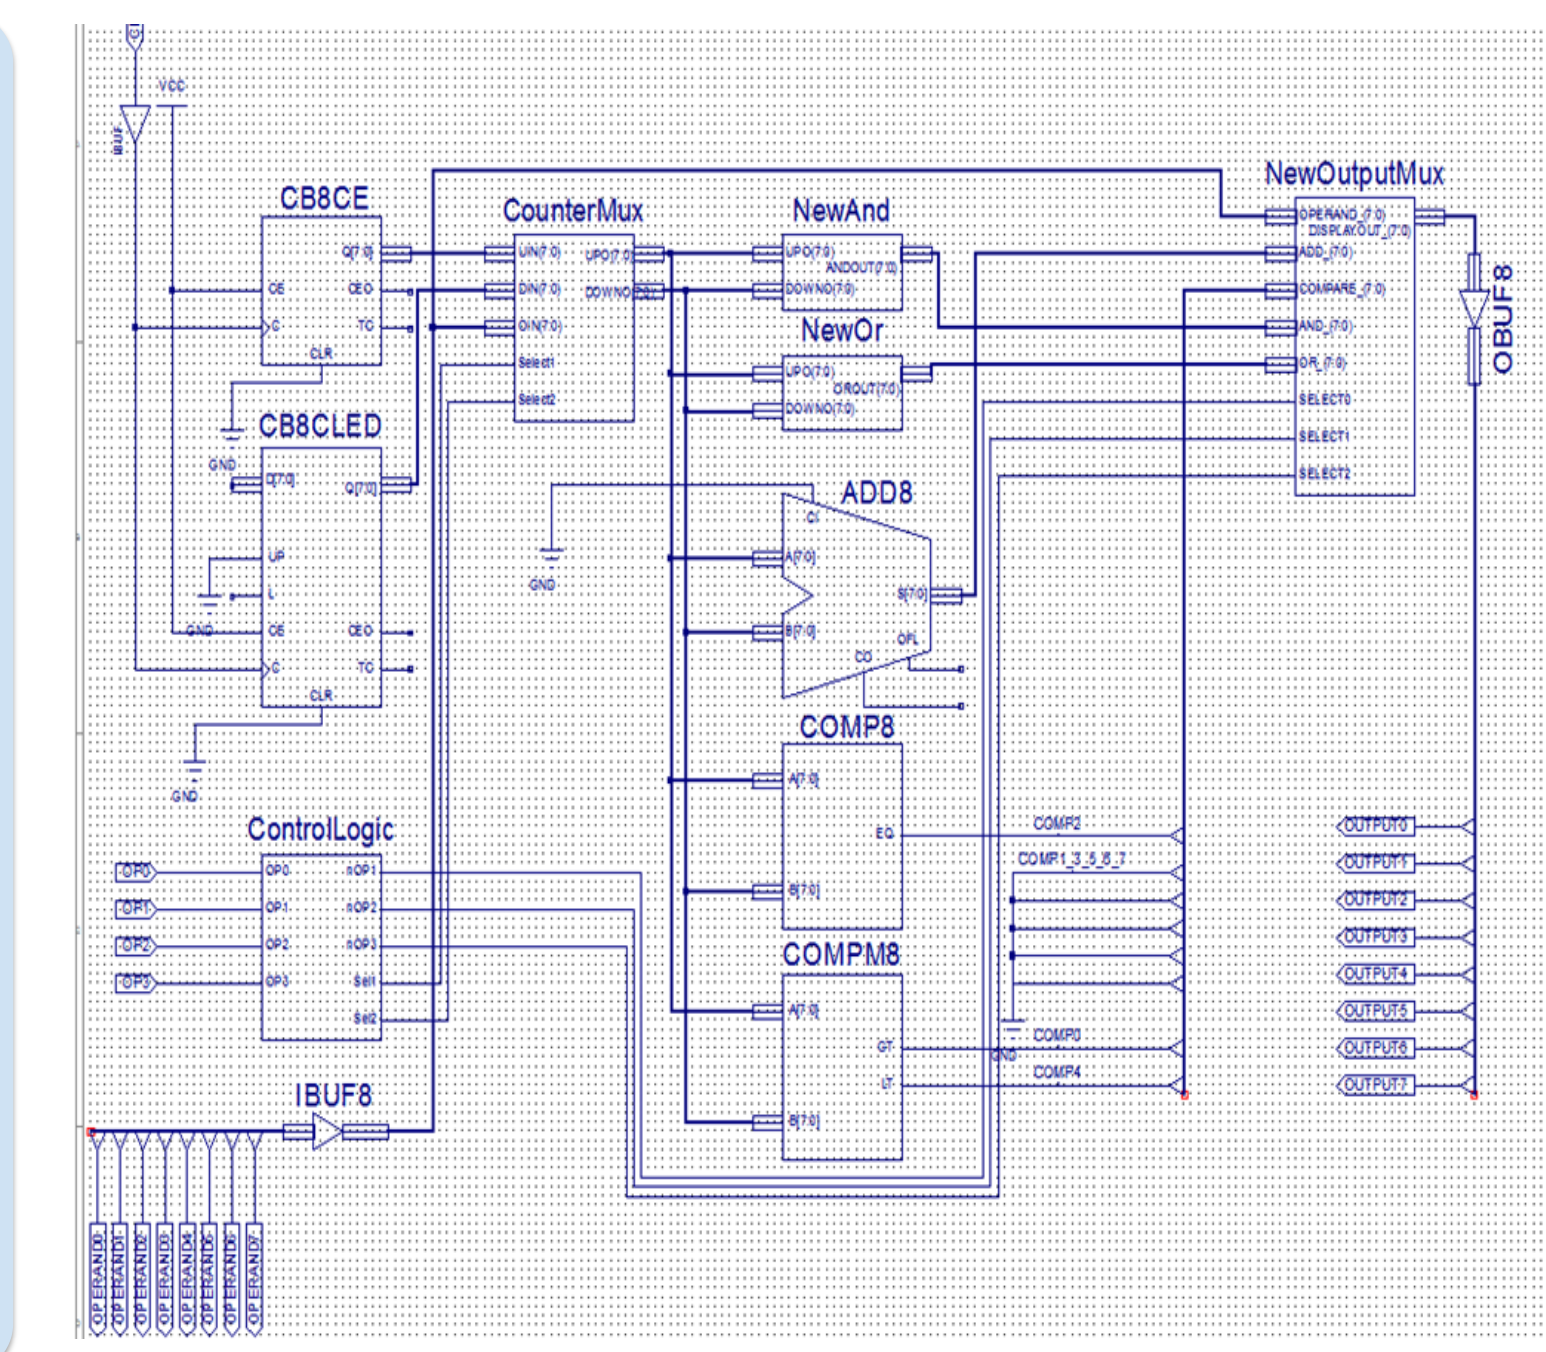 VCC
IBUF
CB8CE
Q[7:0]
CE
CEO
C
TC
CLR
GND
CB8CLED
D[7:0]
Q[7:0]
UP
L
GND
CE
CEO
C
TC
CLR
GND
ControlLogic
OP0
OP1
OP2
OP3
OP0
OP1
OP2
OP3
nOP1
nOP2
nOP3
Sel1
Sel2
IBUF8
OPERAND0
OPERAND1
OPERAND2
OPERAND3
OPERAND4
OPERAND5
OPERAND6
OPERAND7
CounterMux
UIN(7:0)
UPO(7:0)
DIN(7:0)
DOWNO(7:0)
OIN(7:0)
Select1
Select2
NewAnd
UPO(7:0)
ANDOUT(7:0)
DOWNO(7:0)
NewOr
UPO(7:0)
OROUT(7:0)
DOWNO(7:0)
ADD8
CI
GND
A[7:0]
S[7:0]
B[7:0]
OFL
CO
COMP8
A[7:0]
EQ
B[7:0]
COMPM8
A[7:0]
GT
LT
B[7:0]
COMP2
COMP1_3_5_6_7
GND
COMP0
COMP4
NewOutputMux
OPERAND_(7:0)
DISPLAYOUT_(7:0)
ADD_(7:0)
COMPARE_(7:0)
AND_(7:0)
OR_(7:0)
SELECT0
SELECT1
SELECT2
OBUF8
OUTPUT0
OUTPUT1
OUTPUT2
OUTPUT3
OUTPUT4
OUTPUT5
OUTPUT6
OUTPUT7